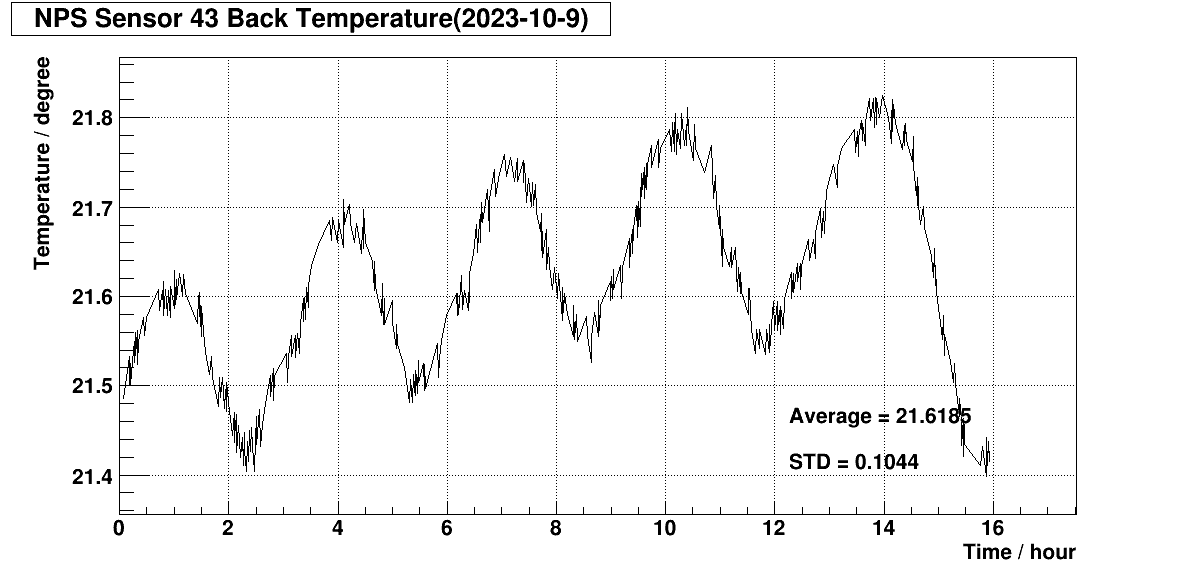 NPS Sensor 43 Back Temperature(2023-10-9)
Temperature / degree
21.8
21.7
21.6
21.5
21.4
Average = 21.6185
STD = 0.1044
0 2 4 6 8 10 12 14 16
Time / hour